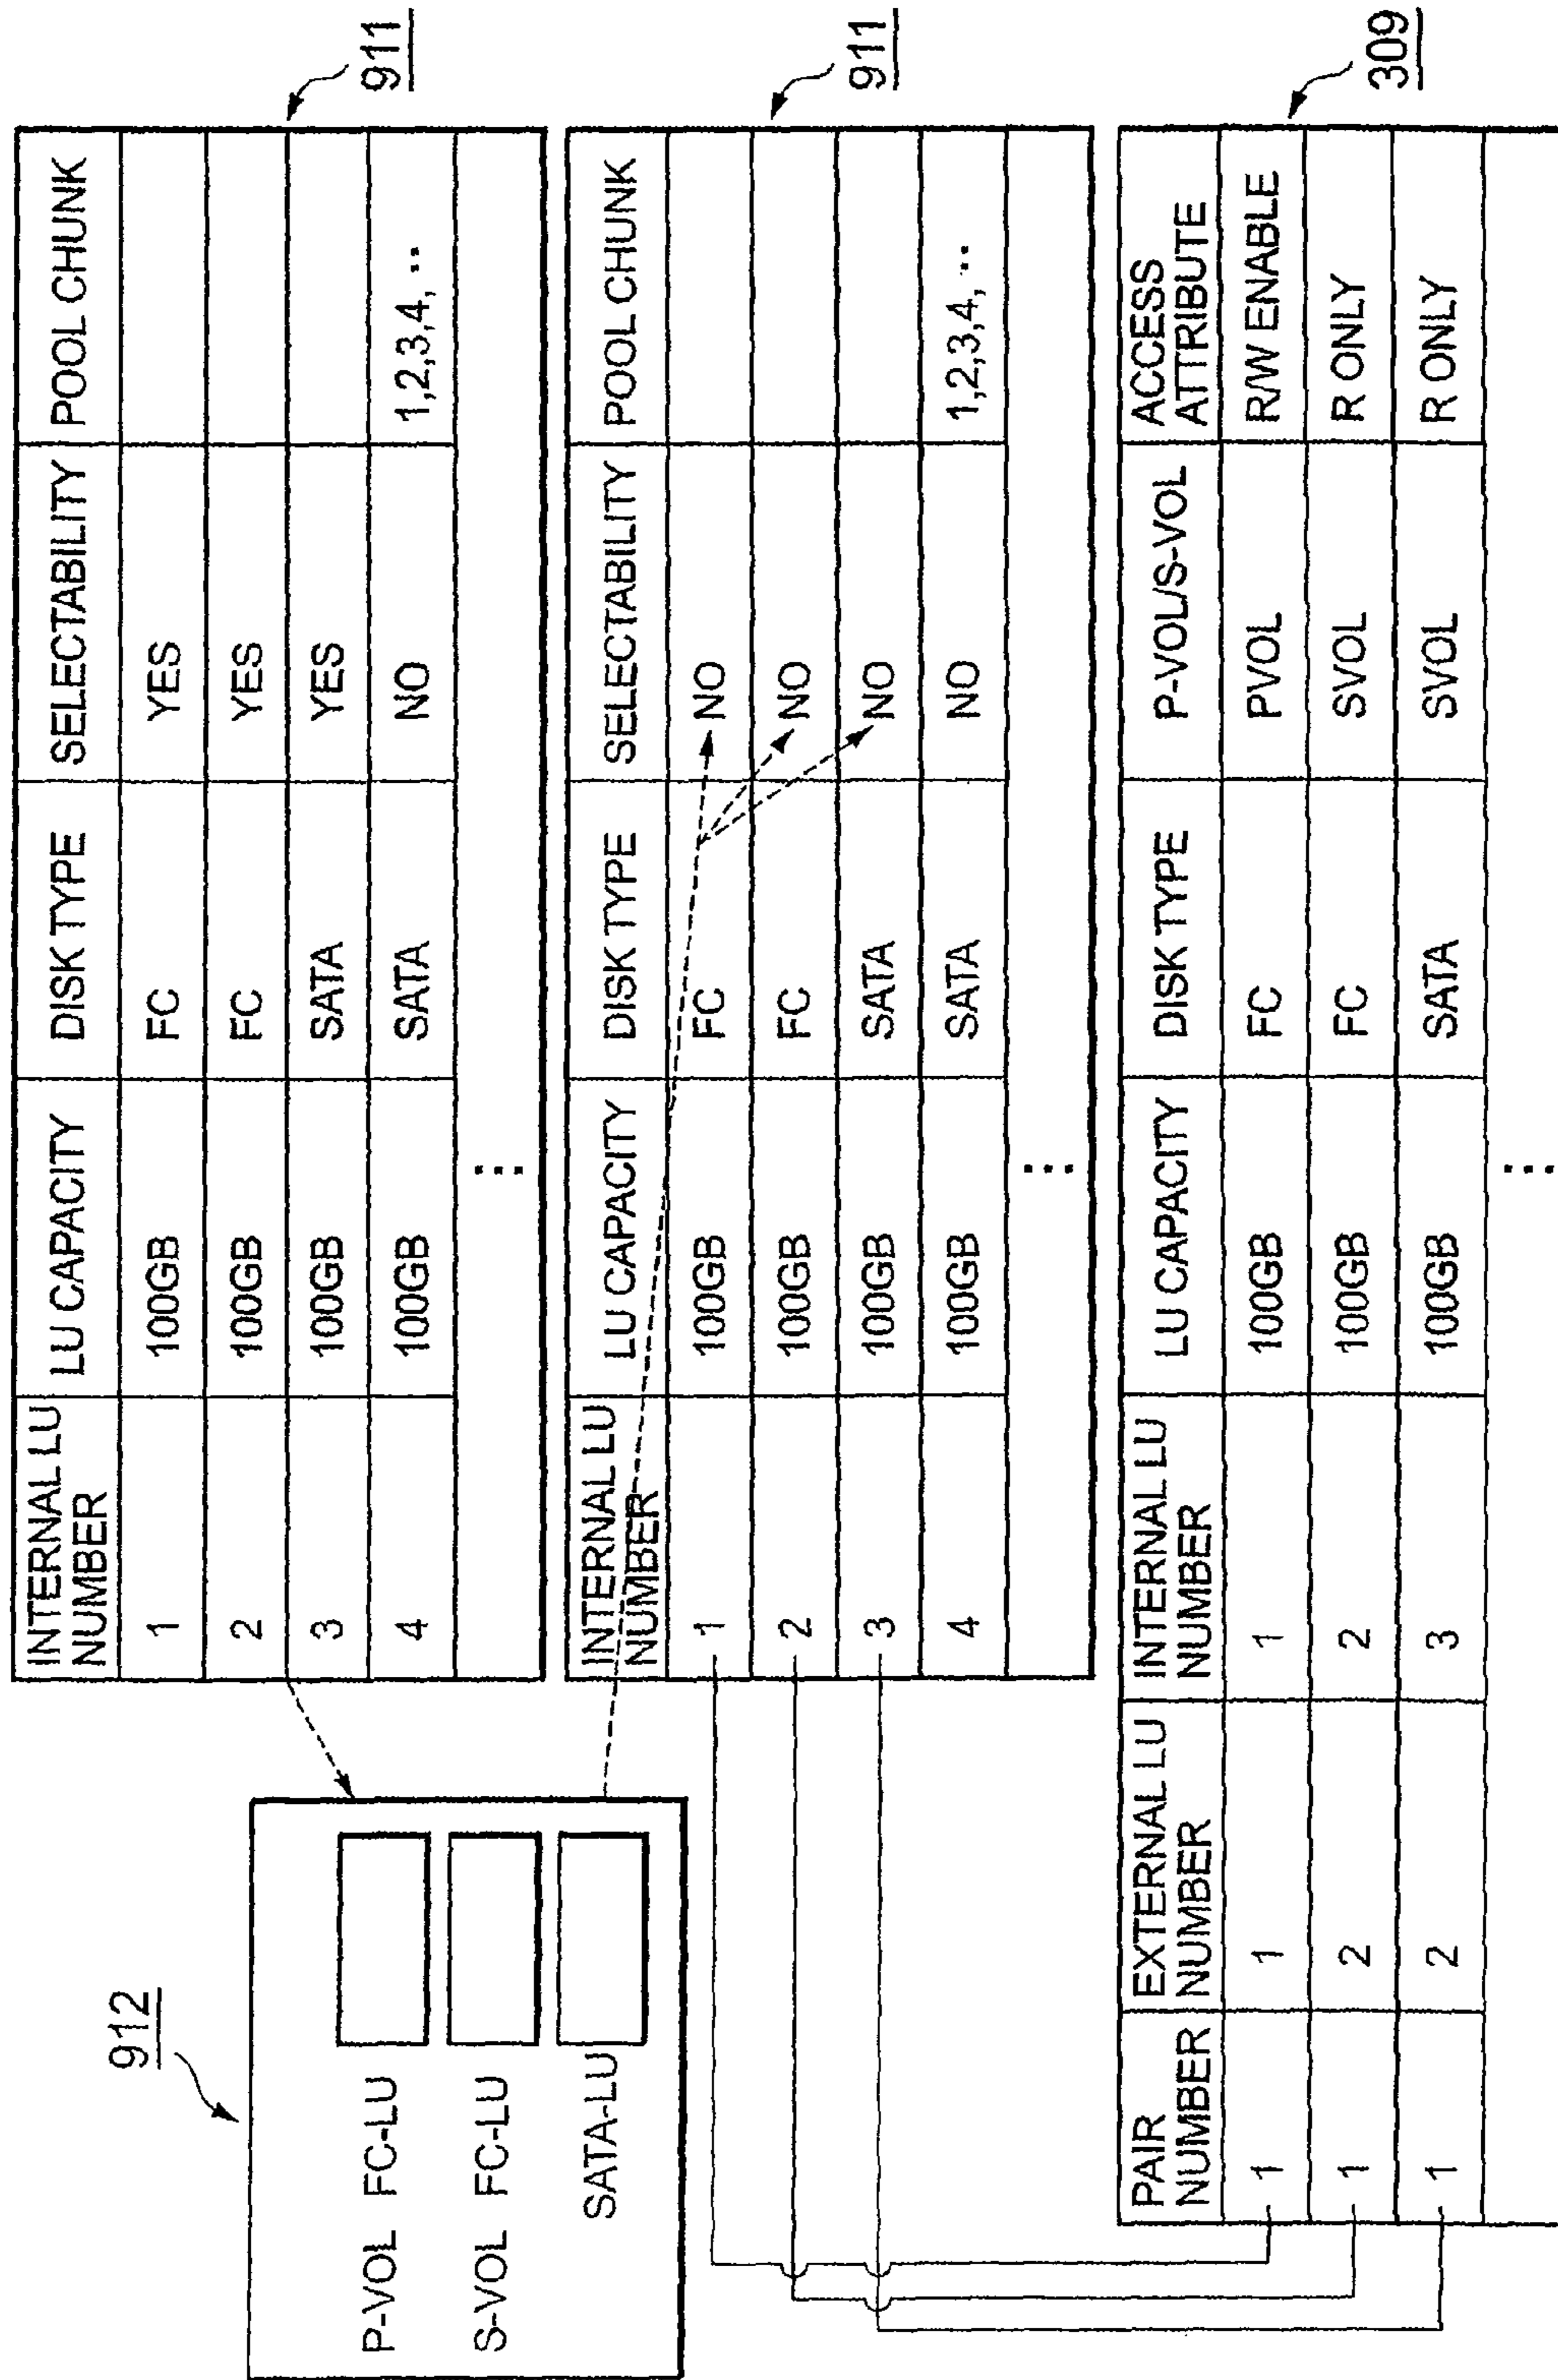 912
P-VOL FC-LU
S-VOL FC-LU
SATA-LU
911
INTERNAL LU NUMBER LU CAPACITY DISK TYPE SELECTABILITY POOL CHUNK
1 100GB FC YES
2 100GB FC YES
3 100GB SATA YES
4 100GB SATA NO 1,2,3,4, ..
⋮
911
INTERNAL LU NUMBER LU CAPACITY DISK TYPE SELECTABILITY POOL CHUNK
1 100GB FC NO
2 100GB FC NO
3 100GB SATA NO
4 100GB SATA NO 1,2,3,4, ..
⋮
309
PAIR NUMBER EXTERNAL LU NUMBER INTERNAL LU NUMBER LU CAPACITY DISK TYPE P-VOL/S-VOL ACCESS ATTRIBUTE
1 1 1 100GB FC PVOL R/W ENABLE
1 2 2 100GB FC SVOL R ONLY
1 2 3 100GB SATA SVOL R ONLY
⋮